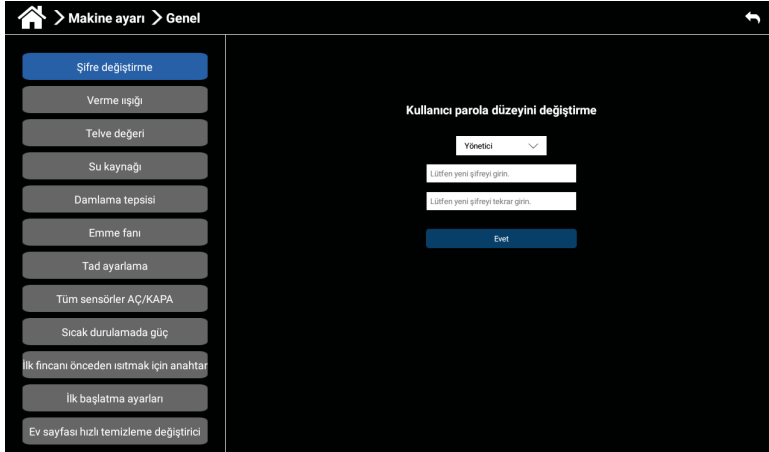 Makine ayarı > Genel
Şifre değiştirme
Verme ıışığı
Telve değeri
Su kaynağı
Damlama tepsisi
Emme fanı
Tad ayarlama
Tüm sensörler AÇ/KAPA
Sıcak durulamada güç
İlk fincanı önceden ısıtmak için anahtar
İlk başlatma ayarları
Ev sayfası hızlı temizleme değiştirici
Kullanıcı parola düzeyini değiştirme
Yönetici
Lütfen yeni şifreyi girin.
Lütfen yeni şifreyi tekrar girin.
Evet